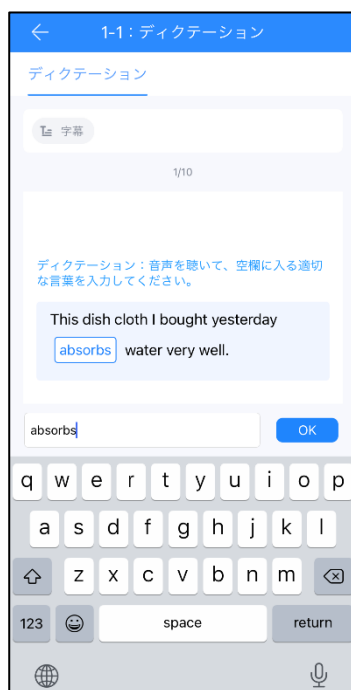 1-1：ディクテーション
ディクテーション
字幕
1/10
ディクテーション：音声を聴いて、空欄に入る適切
な言葉を入力してください。
This dish cloth I bought yesterday
absorbs water very well.
absorbs OK
q w e r t y u i o p
a s d f g h j k l
z x c v b n m
123 space return